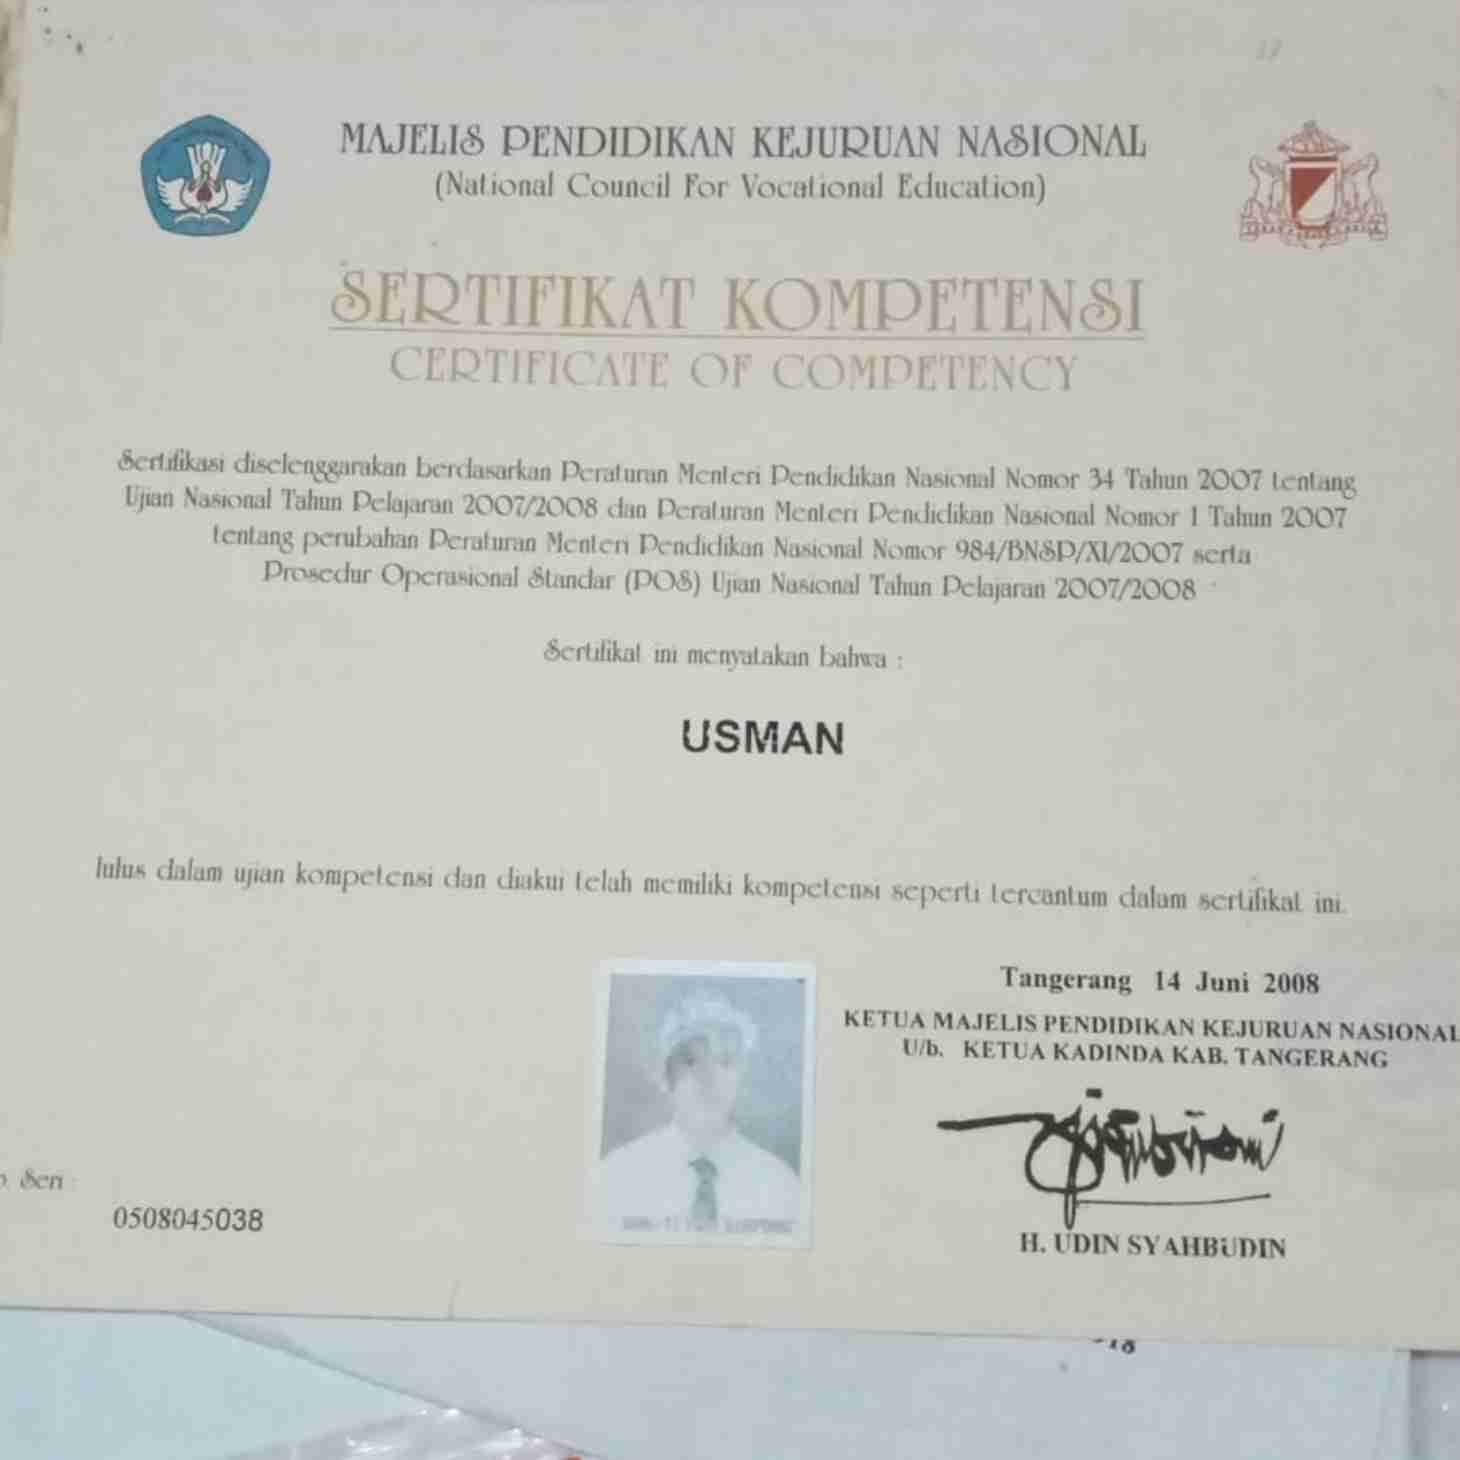 MAJELIS PENDIDIKAN KEJURUAN NASIONAL
(National Council For Vocational Education)
SERTIFIKAT KOMPETENSI
CERTIFICATE OF COMPETENCY
Sertifikasi diselenggarakan berdasarkan Peraturan Menteri Pendidikan Nasional Nomor 34 Tahun 2007 tentang
Ujian Nasional Tahun Pelajaran 2007/2008 dan Peraturan Menteri Pendidikan Nasional Nomor 1 Tahun 2007
tentang perubahan Peraturan Menteri Pendidikan Nasional Nomor 984/BNSP/XI/2007 serta
Prosedur Operasional Standar (POS) Ujian Nasional Tahun Pelajaran 2007/2008
Sertifikat ini menyatakan bahwa :
USMAN
lulus dalam ujian kompetensi dan diakui telah memiliki kompetensi seperti tercantum dalam sertifikat ini.
Tangerang 14 Juni 2008
KETUA MAJELIS PENDIDIKAN KEJURUAN NASIONAL
U/b. KETUA KADINDA KAB. TANGERANG
Seri :
0508045038
H. UDIN SYAHBUDIN